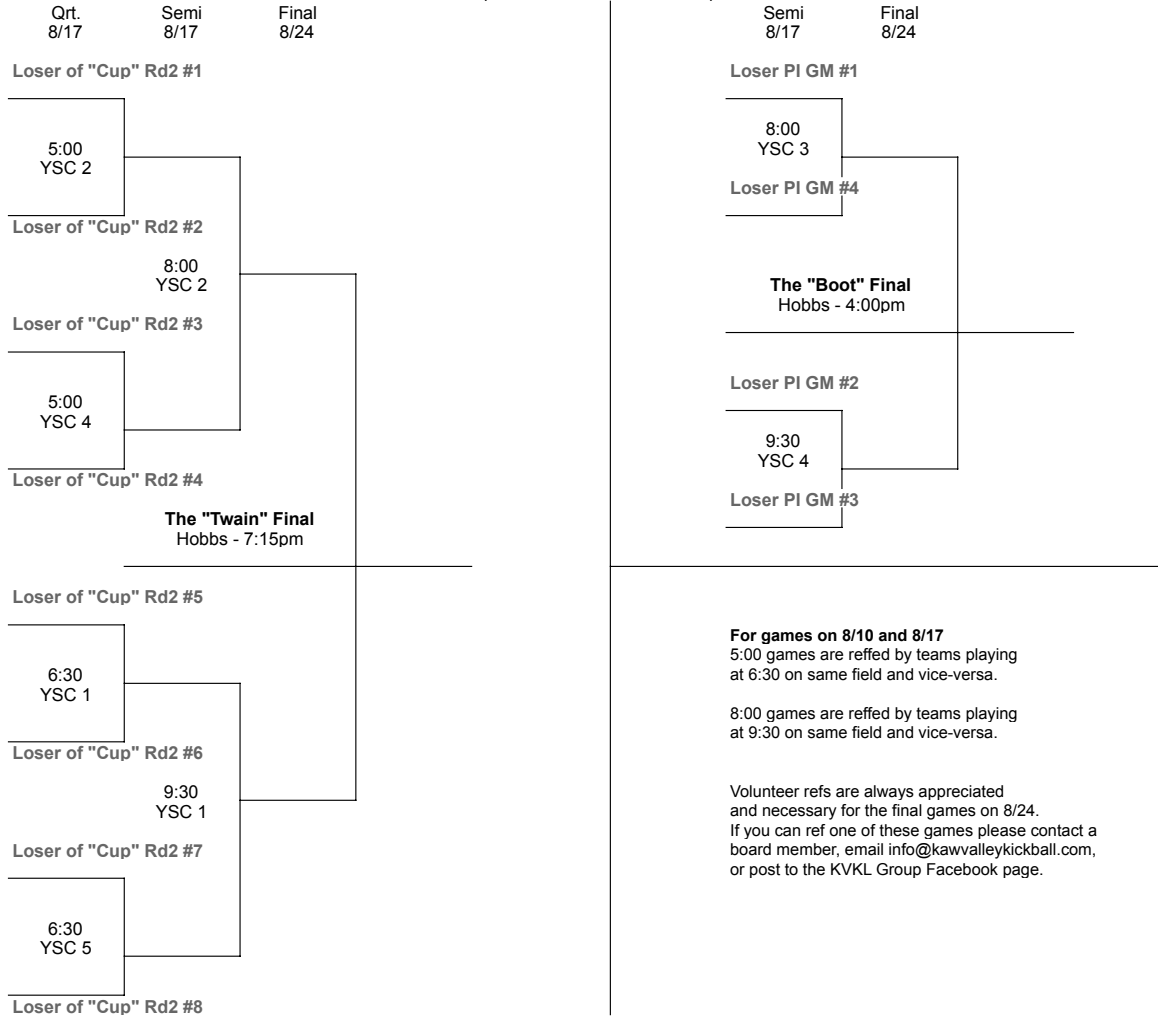 Qrt.
8/17
Semi
8/17
Final
8/24
Loser of "Cup" Rd2 #1
5:00
YSC 2
Loser of "Cup" Rd2 #2
8:00
YSC 2
Loser of "Cup" Rd2 #3
5:00
YSC 4
Loser of "Cup" Rd2 #4
The "Twain" Final
Hobbs - 7:15pm
Loser of "Cup" Rd2 #5
6:30
YSC 1
Loser of "Cup" Rd2 #6
9:30
YSC 1
Loser of "Cup" Rd2 #7
6:30
YSC 5
Loser of "Cup" Rd2 #8
Semi
8/17
Final
8/24
Loser PI GM #1
8:00
YSC 3
Loser PI GM #4
The "Boot" Final
Hobbs - 4:00pm
Loser PI GM #2
9:30
YSC 4
Loser PI GM #3
For games on 8/10 and 8/17
5:00 games are reffed by teams playing
at 6:30 on same field and vice-versa.
8:00 games are reffed by teams playing
at 9:30 on same field and vice-versa.
Volunteer refs are always appreciated
and necessary for the final games on 8/24.
If you can ref one of these games please contact a
board member, email info@kawvalleykickball.com,
or post to the KVKL Group Facebook page.